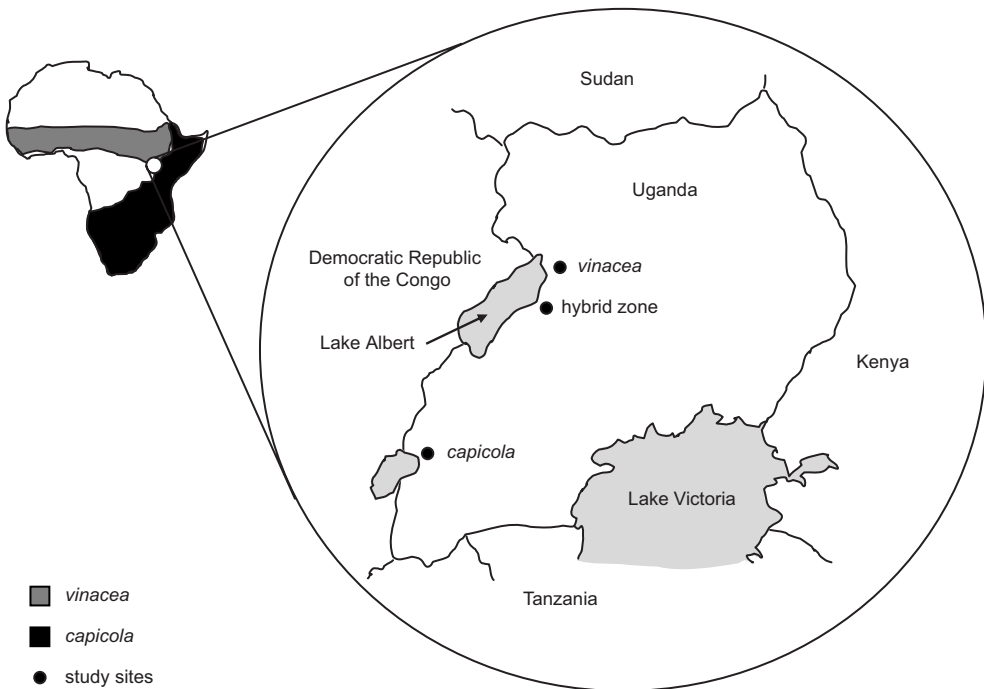 Sudan
Uganda
Democratic Republic
of the Congo
vinacea
hybrid zone
Lake Albert
Kenya
capicola
Lake Victoria
Tanzania
vinacea
capicola
study sites